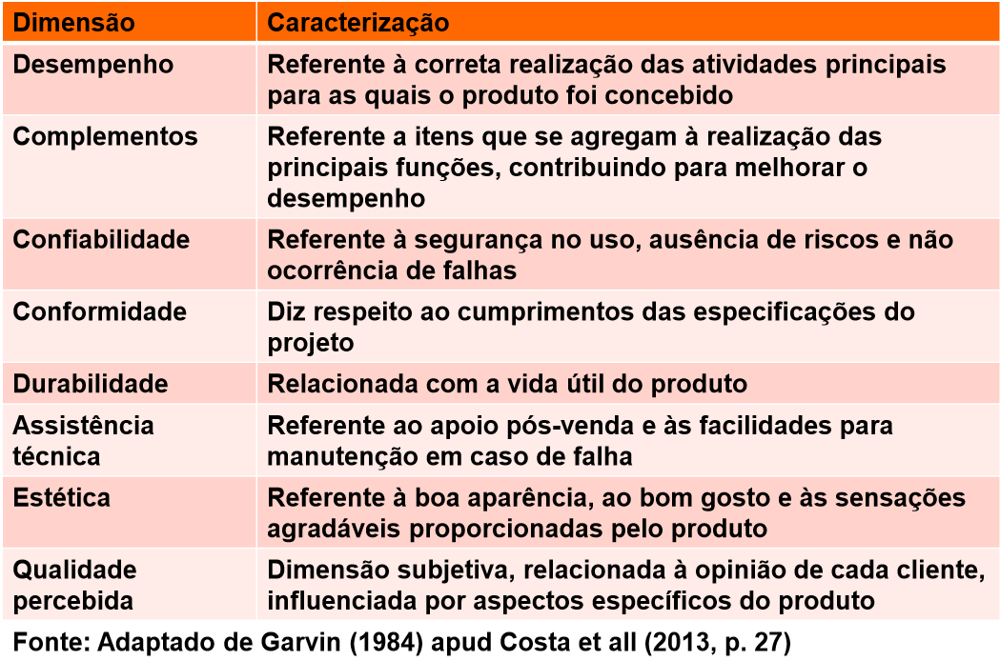 Dimensão Caracterização
Desempenho Referente à correta realização das atividades principais
para as quais o produto foi concebido
Complementos Referente a itens que se agregam à realização das
principais funções, contribuindo para melhorar o
desempenho
Confiabilidade Referente à segurança no uso, ausência de riscos e não
ocorrência de falhas
Conformidade Diz respeito ao cumprimentos das especificações do
projeto
Durabilidade Relacionada com a vida útil do produto
Assistência
técnica
Referente ao apoio pós-venda e às facilidades para
manutenção em caso de falha
Estética Referente à boa aparência, ao bom gosto e às sensações
agradáveis proporcionadas pelo produto
Qualidade
percebida
Dimensão subjetiva, relacionada à opinião de cada cliente,
influenciada por aspectos específicos do produto
Fonte: Adaptado de Garvin (1984) apud Costa et all (2013, p. 27)